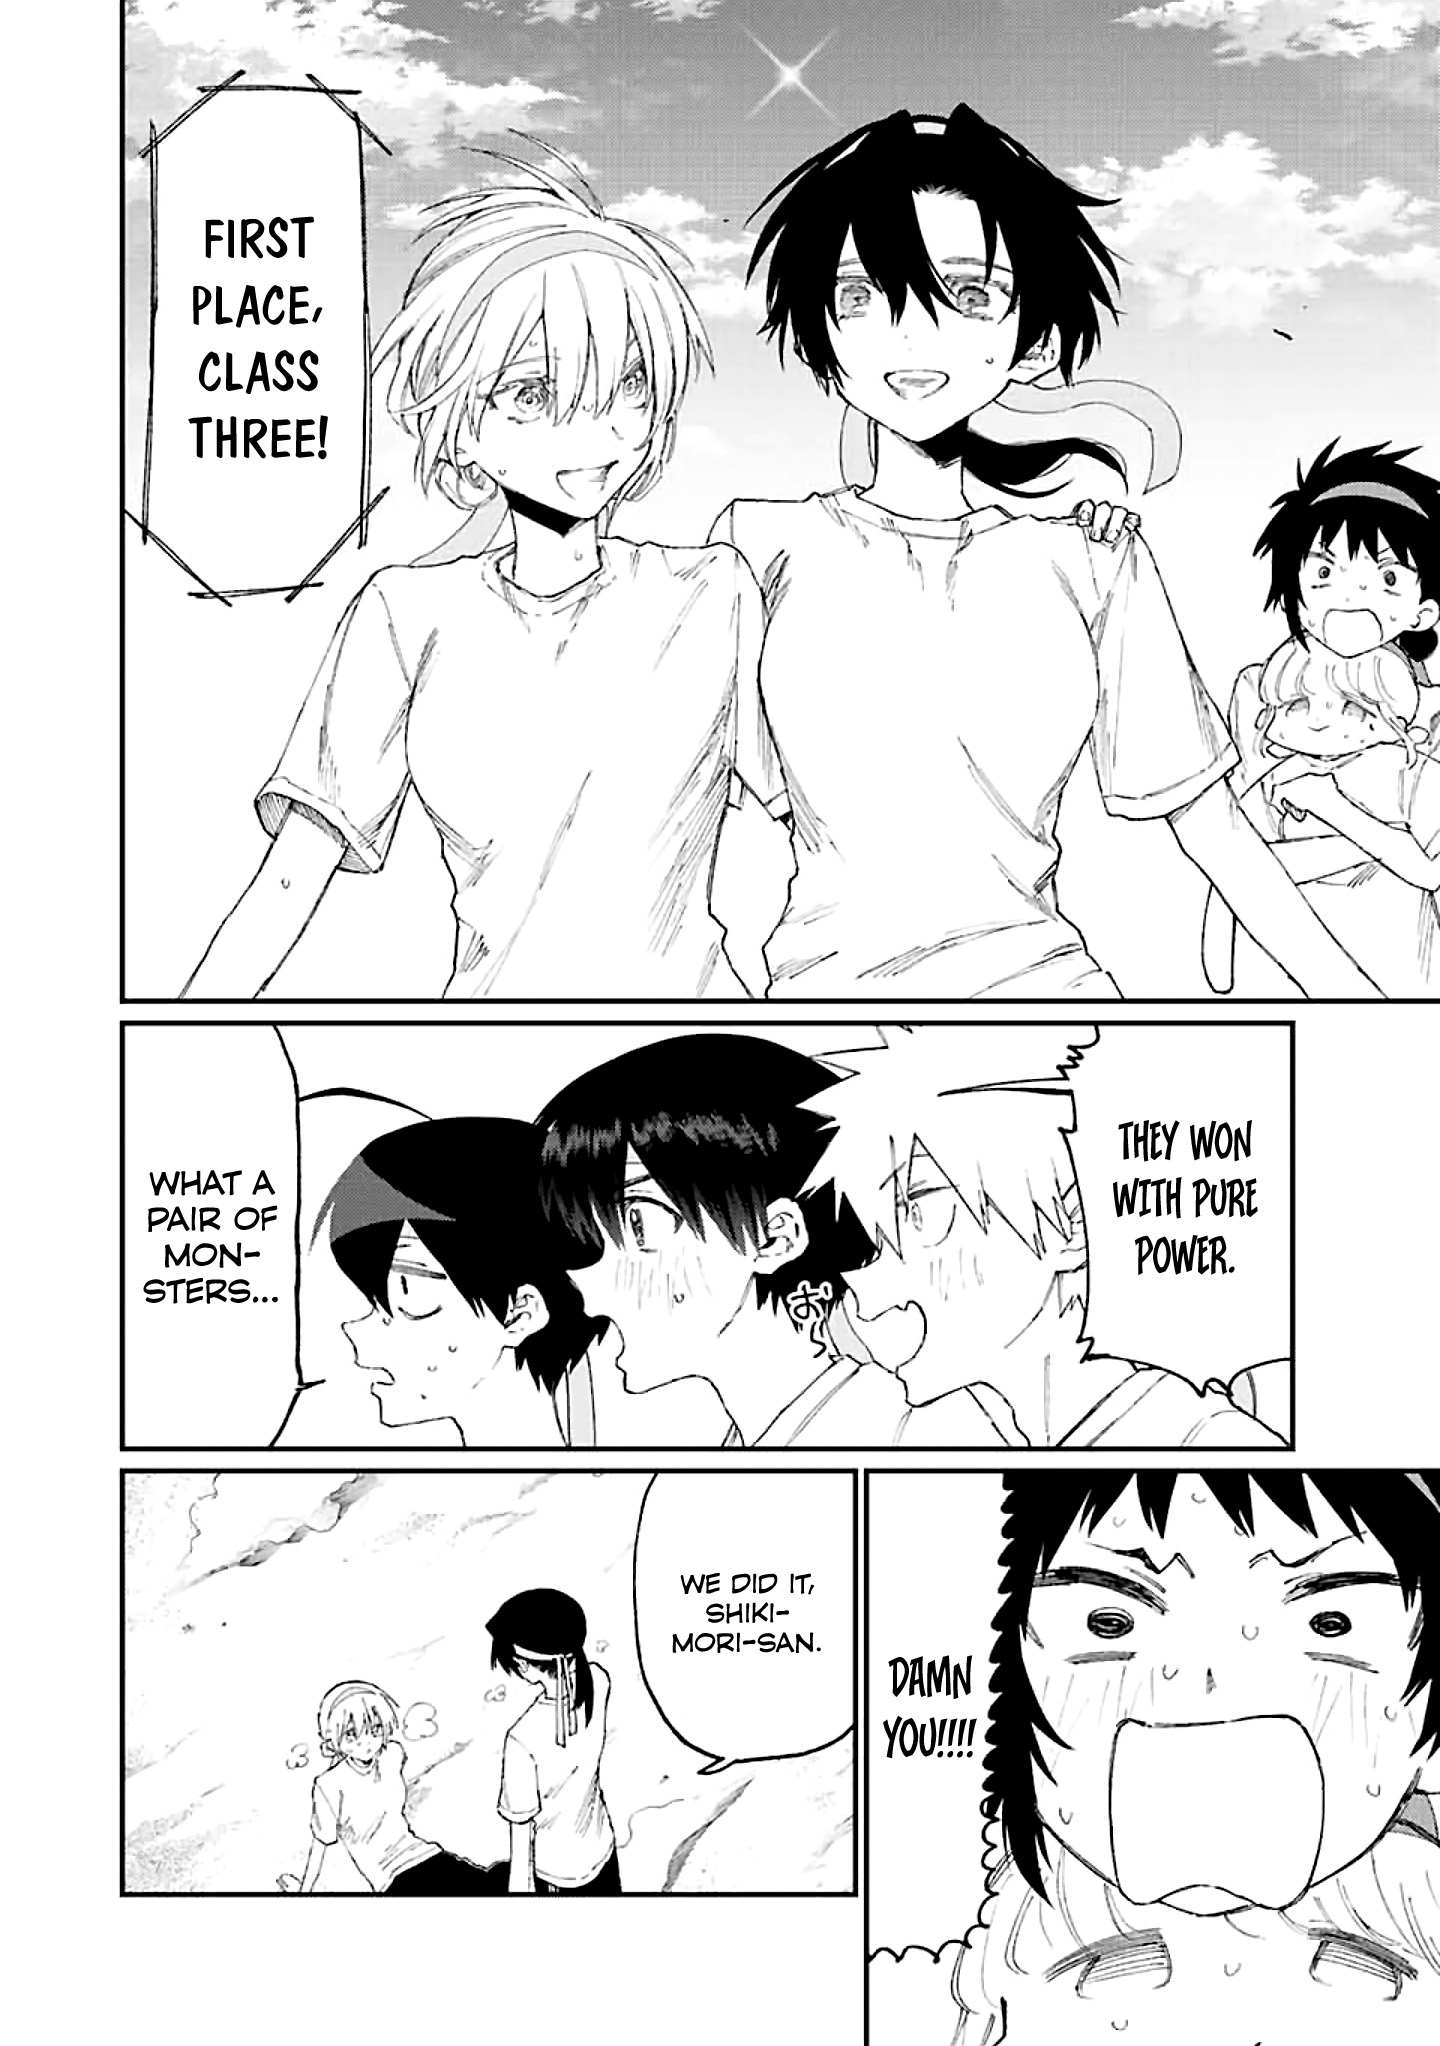 FIRST
PLACE,
CLASS
THREE!
THEY WON
WITH PURE
POWER.
お〜
WHAT A
PAIR OF
MON-
STERS...
DAMN
YOU!!!!
WE DID IT,
SHIKI-
MORI-SAN.